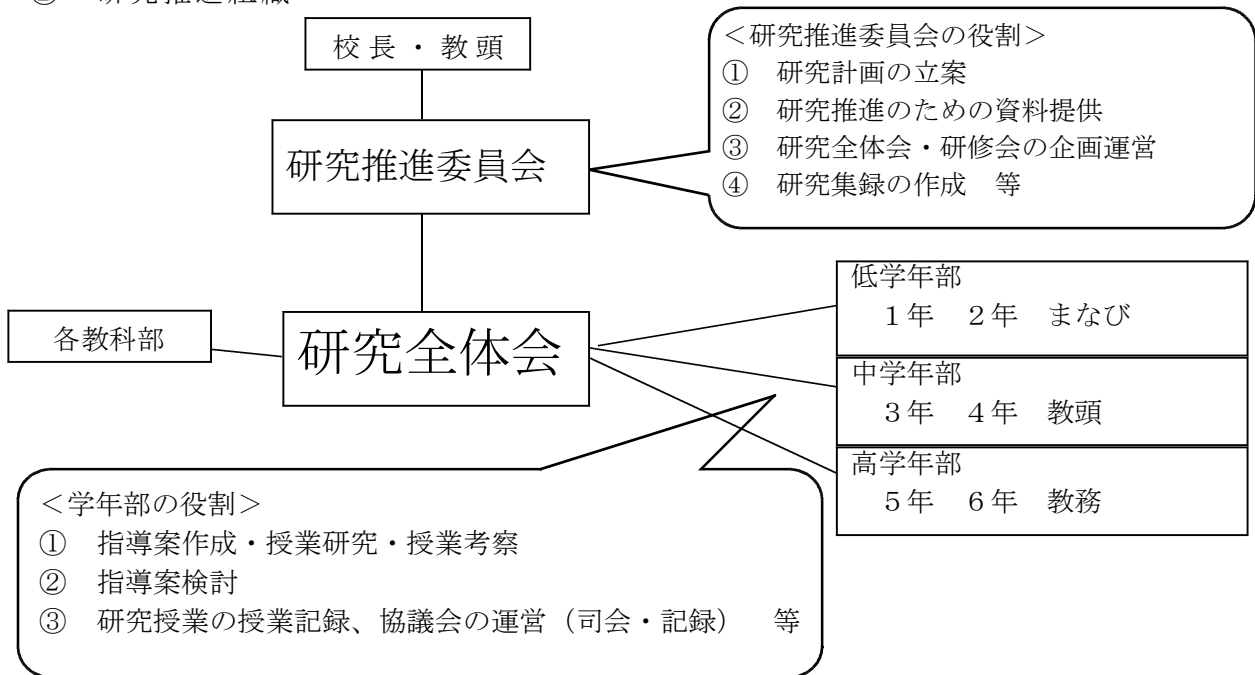 研究推進組織
校長・教頭
＜研究推進委員会の役割＞
① 研究計画の立案
② 研究推進のための資料提供
③ 研究全体会・研修会の企画運営
④ 研究集録の作成　等
研究推進委員会
低学年部
１年　２年　まなび
各教科部
研究全体会
中学年部
３年　４年　教頭
高学年部
５年　６年　教務
＜学年部の役割＞
① 指導案作成・授業研究・授業考察
② 指導案検討
③ 研究授業の授業記録、協議会の運営（司会・記録）　等